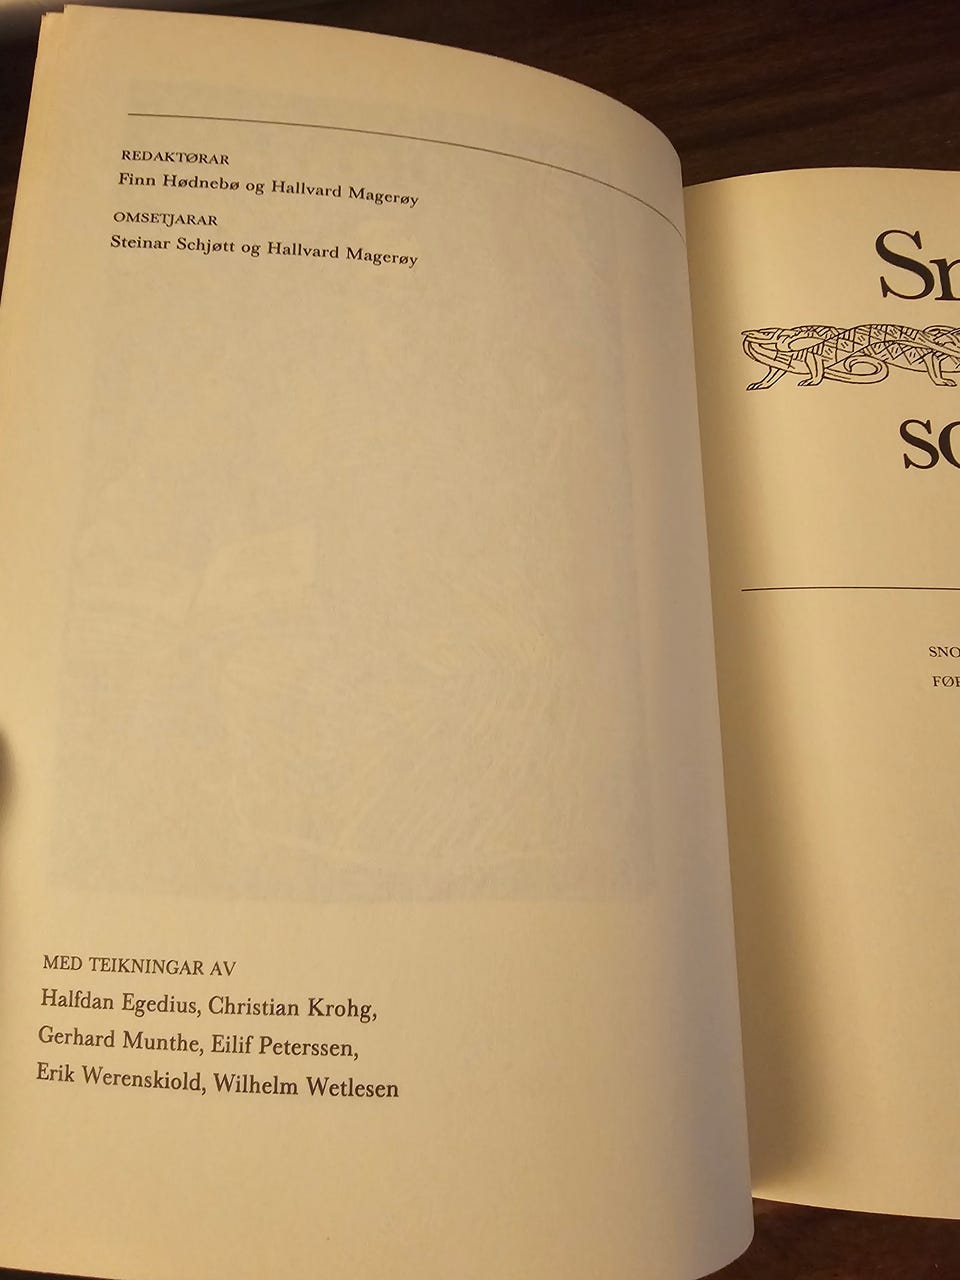 REDAKTØRAR
Finn Hødnebø og Hallvard Magerøy
OMSETJARAR
Steinar Schjøtt og Hallvard Magerøy
MED TEIKNINGAR AV
Halfdan Egedius, Christian Krohg,
Gerhard Munthe, Eilif Peterssen,
Erik Werenskiold, Wilhelm Wetlesen